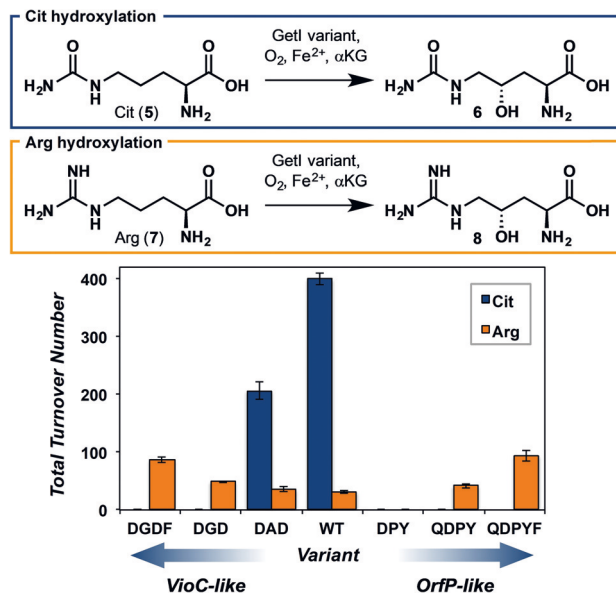 Cit hydroxylation
O
H₂N
N
H
O
OH
NH₂
Cit (5)
GetI variant,
O₂, Fe²⁺, αKG
O
H₂N
N
H
OH
O
OH
NH₂
6
Arg hydroxylation
NH
H₂N
N
H
O
OH
NH₂
Arg (7)
GetI variant,
O₂, Fe²⁺, αKG
NH
H₂N
N
H
OH
O
OH
NH₂
8
Total Turnover Number
400
300
200
100
0
Cit
Arg
DGDF DGD DAD WT DPY QDPY QDPYF
Variant
VioC-like OrfP-like